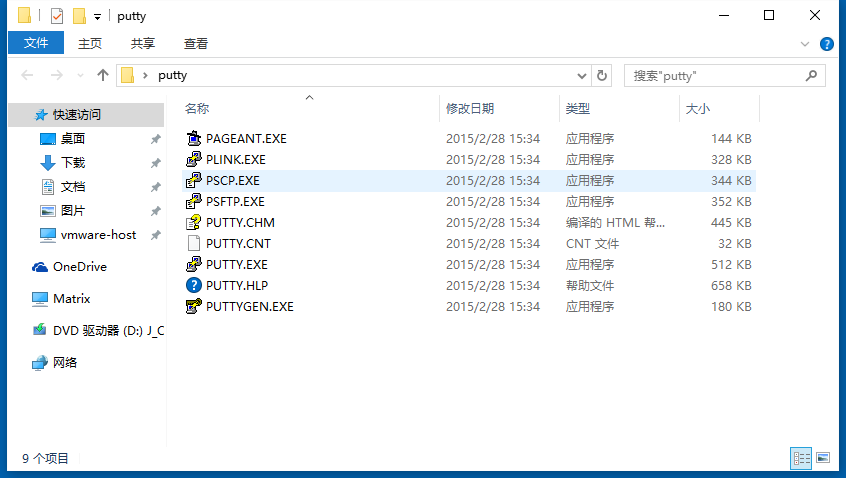 putty
文件 主页 共享 查看
putty 搜索"putty"
名称 修改日期 类型 大小
快速访问
桌面
下载
文档
图片
vmware-host
OneDrive
Matrix
DVD 驱动器 (D:) J_C
网络
PAGEANT.EXE 2015/2/28 15:34 应用程序 144 KB
PLINK.EXE 2015/2/28 15:34 应用程序 328 KB
PSCP.EXE 2015/2/28 15:34 应用程序 344 KB
PSFTP.EXE 2015/2/28 15:34 应用程序 352 KB
PUTTY.CHM 2015/2/28 15:34 编译的 HTML 帮... 445 KB
PUTTY.CNT 2015/2/28 15:34 CNT 文件 32 KB
PUTTY.EXE 2015/2/28 15:34 应用程序 512 KB
PUTTY.HLP 2015/2/28 15:34 帮助文件 658 KB
PUTTYGEN.EXE 2015/2/28 15:34 应用程序 180 KB
9 个项目